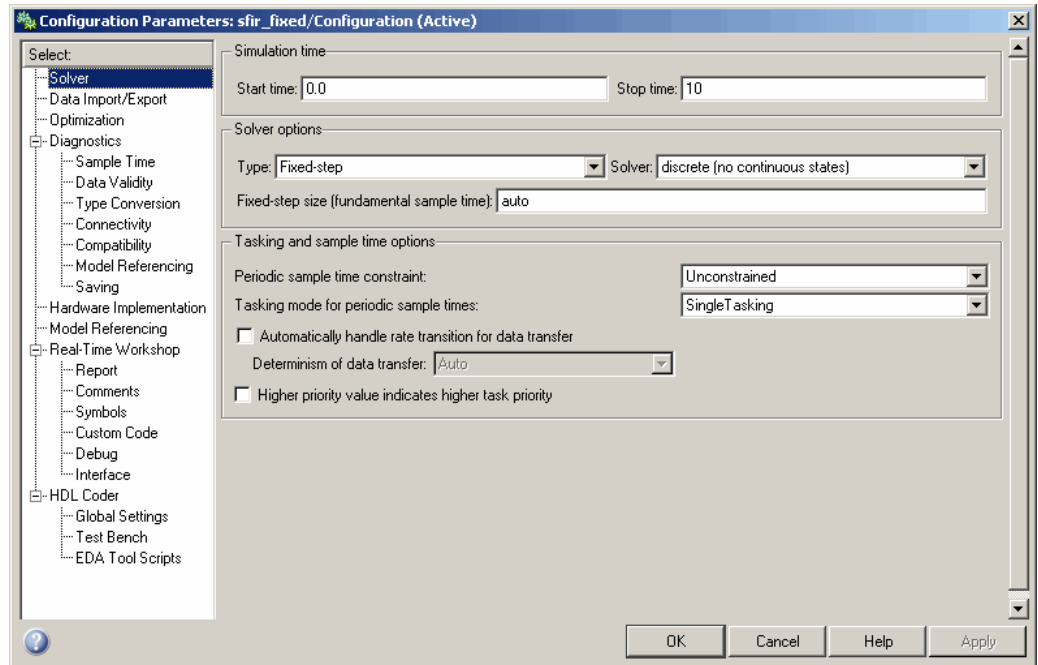 Configuration Parameters: sfir_fixed/Configuration (Active)
Select:
Solver
Data Import/Export
Optimization
Diagnostics
Sample Time
Data Validity
Type Conversion
Connectivity
Compatibility
Model Referencing
Saving
Hardware Implementation
Model Referencing
Real-Time Workshop
Report
Comments
Symbols
Custom Code
Debug
Interface
HDL Coder
Global Settings
Test Bench
EDA Tool Scripts
Simulation time
Start time: 0.0 Stop time: 10
Solver options
Type: Fixed-step Solver: discrete (no continuous states)
Fixed-step size (fundamental sample time): auto
Tasking and sample time options
Periodic sample time constraint: Unconstrained
Tasking mode for periodic sample times: SingleTasking
Automatically handle rate transition for data transfer
Determinism of data transfer: Auto
Higher priority value indicates higher task priority
OK Cancel Help Apply